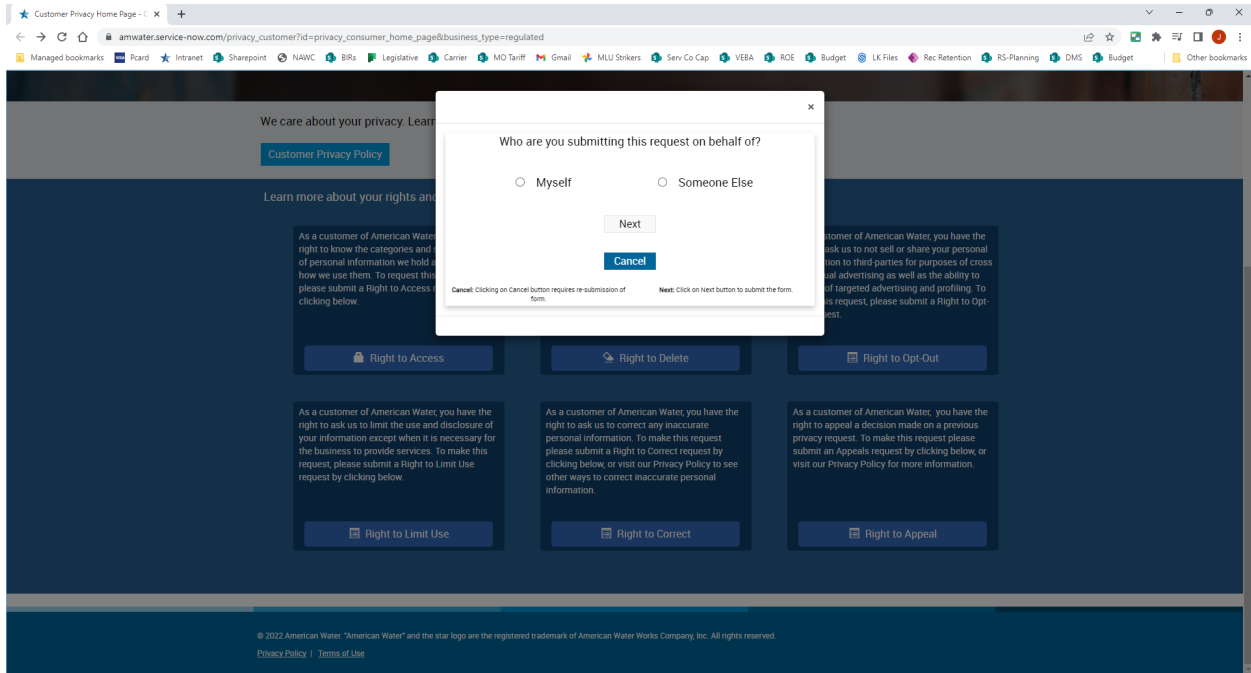 Customer Privacy Home Page - C
amwater.service-now.com/privacy_customer?id=privacy_consumer_home_page&business_type=regulated
J
Managed bookmarks Pcard Intranet Sharepoint NAWC BIRs Legislative Carrier MO Tariff Gmail MLU Strikers Serv Co Cap VEBA ROE Budget LK Files Rec Retention RS-Planning DMS Budget Other bookmarks
We care about your privacy. Learn
Customer Privacy Policy
Who are you submitting this request on behalf of?
Myself Someone Else
Next
Cancel
Cancel: Clicking on Cancel button requires re-submission of
form.
Next: Click on Next button to submit the form.
Learn more about your rights and
As a customer of American Water
right to know the categories and s
of personal information we hold a
how we use them. To request this
please submit a Right to Access r
clicking below.
Right to Access
Right to Delete
stomer of American Water, you have the
ask us to not sell or share your personal
tion to third-parties for purposes of cross
ual advertising as well as the ability to
of targeted advertising and profiling. To
is request, please submit a Right to Opt-
uest.
Right to Opt-Out
As a customer of American Water, you have the
right to ask us to limit the use and disclosure of
your information except when it is necessary for
the business to provide services. To make this
request, please submit a Right to Limit Use
request by clicking below.
Right to Limit Use
As a customer of American Water, you have the
right to ask us to correct any inaccurate
personal information. To make this request
please submit a Right to Correct request by
clicking below, or visit our Privacy Policy to see
other ways to correct inaccurate personal
information.
Right to Correct
As a customer of American Water, you have the
right to appeal a decision made on a previous
privacy request. To make this request please
submit an Appeals request by clicking below, or
visit our Privacy Policy for more information.
Right to Appeal
© 2022 American Water. "American Water" and the star logo are the registered trademark of American Water Works Company, Inc. All rights reserved.
Privacy Policy | Terms of Use